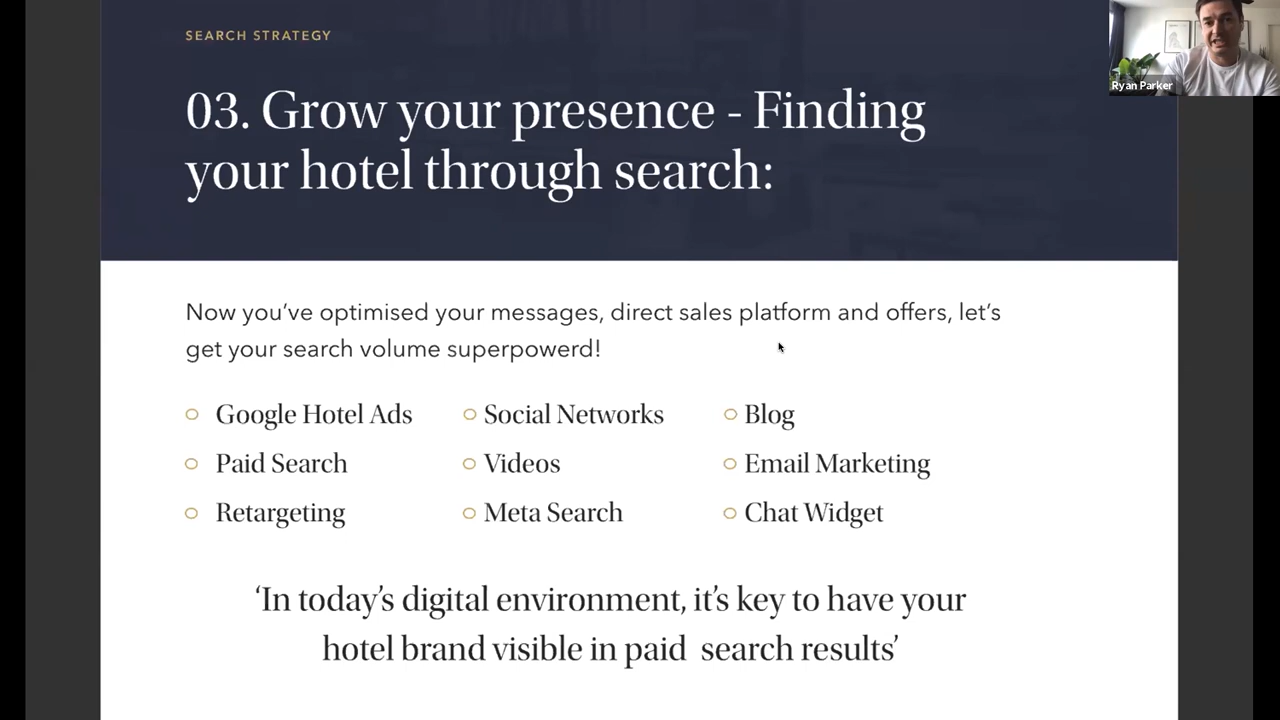 SEARCH STRATEGY
03. Grow your presence - Finding
your hotel through search:
Ryan Parker
Now you’ve optimised your messages, direct sales platform and offers, let’s
get your search volume superpowerd!
Google Hotel Ads
Paid Search
Retargeting
Social Networks
Videos
Meta Search
Blog
Email Marketing
Chat Widget
‘In today’s digital environment, it’s key to have your
hotel brand visible in paid  search results’